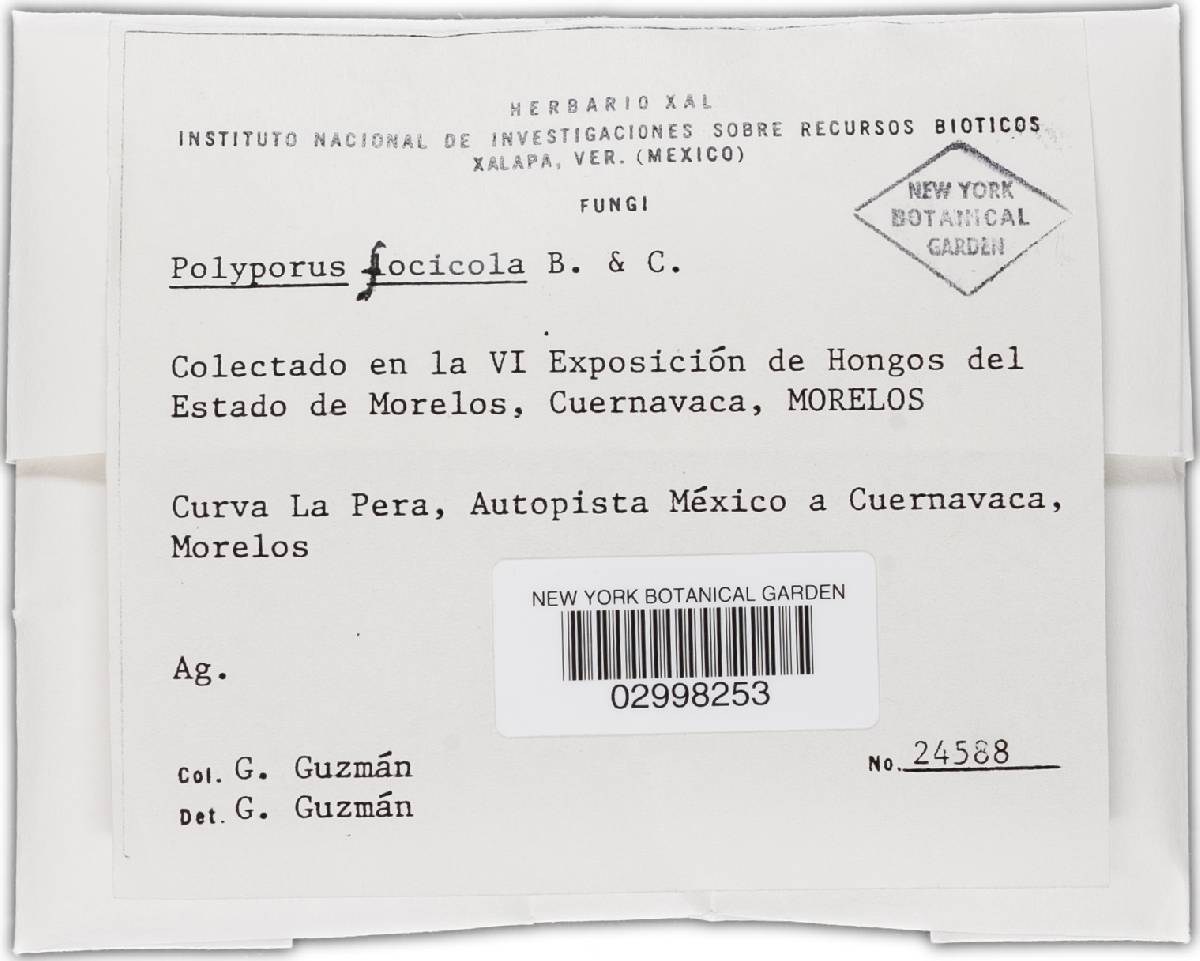 HERBARIO XAL
INSTITUTO NACIONAL DE INVESTIGACIONES SOBRE RECURSOS BIOTICOS
XALAPA, VER. (MEXICO)
FUNGI
NEW YORK
BOTANICAL
GARDEN
Polyporus focicola B. & C.
Colectado en la VI Exposición de Hongos del
Estado de Morelos, Cuernavaca, MORELOS
Curva La Pera, Autopista México a Cuernavaca,
Morelos
NEW YORK BOTANICAL GARDEN
02998253
Ag.
Col. G. Guzmán
Det. G. Guzmán
No. 24588